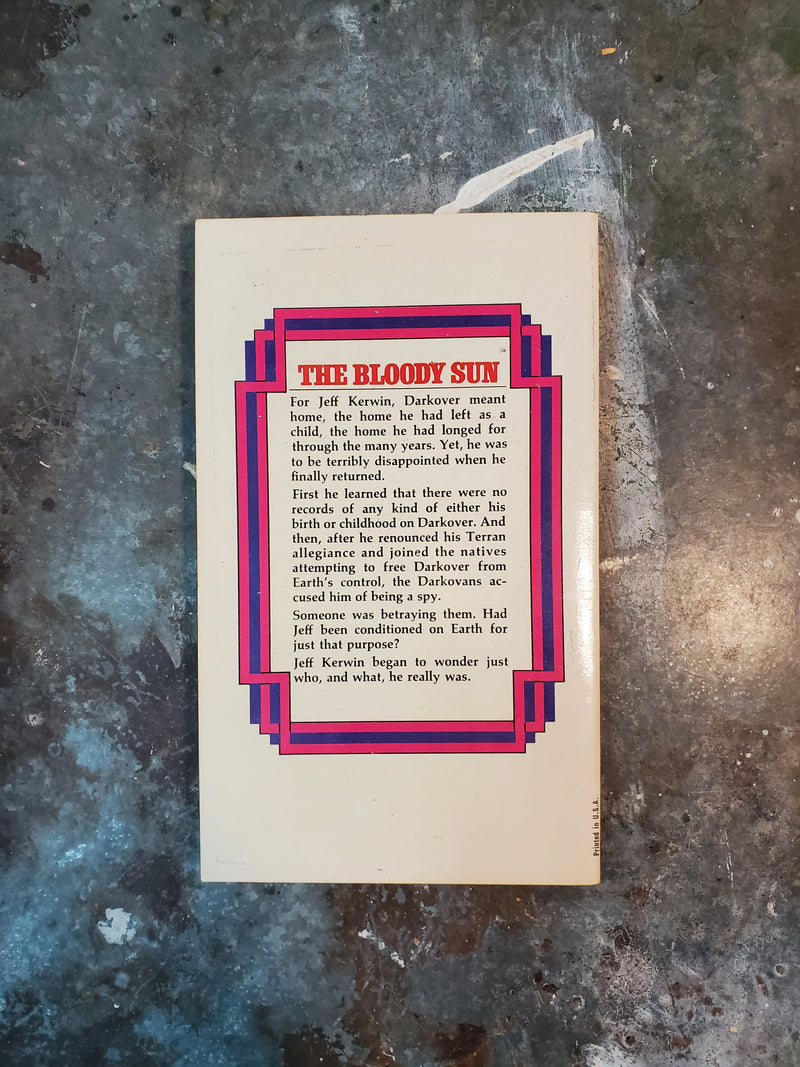 THE BLOODY SUN
For Jeff Kerwin, Darkover meant
home, the home he had left as a
child, the home he had longed for
through the many years. Yet, he was
to be terribly disappointed when he
finally returned.
First he learned that there were no
records of any kind of either his
birth or childhood on Darkover. And
then, after he renounced his Terran
allegiance and joined the natives
attempting to free Darkover from
Earth's control, the Darkovans ac-
cused him of being a spy.
Someone was betraying them. Had
Jeff been conditioned on Earth for
just that purpose?
Jeff Kerwin began to wonder just
who, and what, he really was.
Printed in U.S.A.